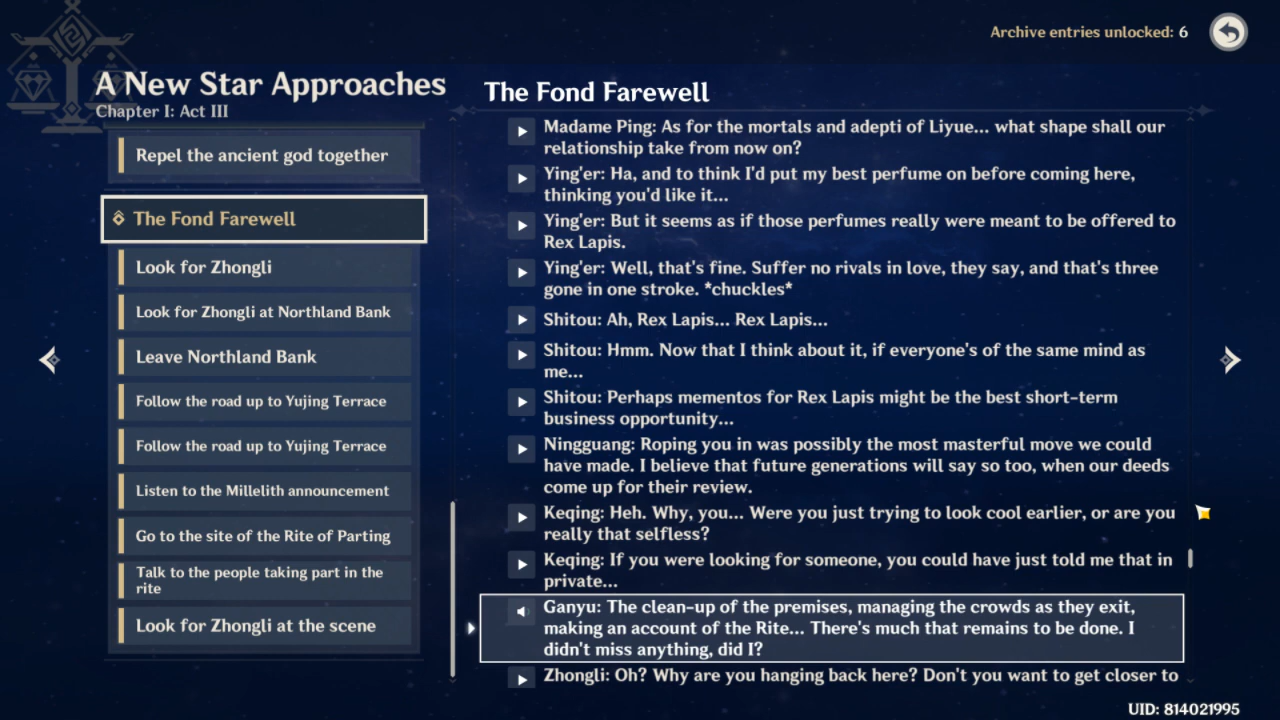 Archive entries unlocked: 6
A New Star Approaches
Chapter I: Act III
Repel the ancient god together
The Fond Farewell
Look for Zhongli
Look for Zhongli at Northland Bank
Leave Northland Bank
Follow the road up to Yujing Terrace
Follow the road up to Yujing Terrace
Listen to the Millelith announcement
Go to the site of the Rite of Parting
Talk to the people taking part in the
rite
Look for Zhongli at the scene
The Fond Farewell
Madame Ping: As for the mortals and adepti of Liyue... what shape shall our
relationship take from now on?
Ying'er: Ha, and to think I'd put my best perfume on before coming here,
thinking you'd like it...
Ying'er: But it seems as if those perfumes really were meant to be offered to
Rex Lapis.
Ying'er: Well, that's fine. Suffer no rivals in love, they say, and that's three
gone in one stroke. *chuckles*
Shitou: Ah, Rex Lapis... Rex Lapis...
Shitou: Hmm. Now that I think about it, if everyone's of the same mind as
me...
Shitou: Perhaps mementos for Rex Lapis might be the best short-term
business opportunity...
Ningguang: Roping you in was possibly the most masterful move we could
have made. I believe that future generations will say so too, when our deeds
come up for their review.
Keqing: Heh. Why, you... Were you just trying to look cool earlier, or are you
really that selfless?
Keqing: If you were looking for someone, you could have just told me that in
private...
Ganyu: The clean-up of the premises, managing the crowds as they exit,
making an account of the Rite... There's much that remains to be done. I
didn't miss anything, did I?
Zhongli: Oh? Why are you hanging back here? Don't you want to get closer to
UID: 814021995